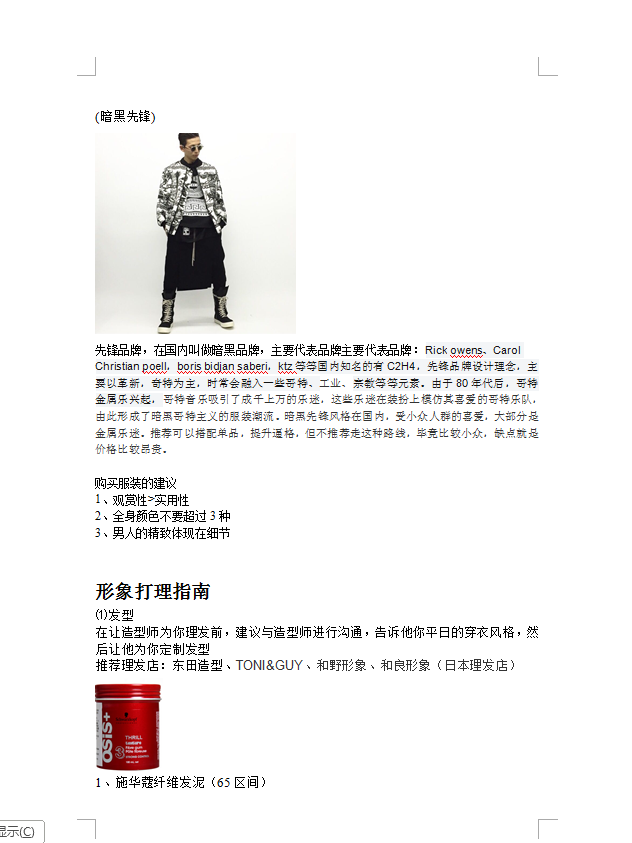 (暗黑先锋)
先锋品牌，在国内叫做暗黑品牌，主要代表品牌主要代表品牌：Rick owens、Carol
Christian poell，boris bidjan saberi，ktz 等等国内知名的有 C2H4，先锋品牌设计理念，主
要以革新，奇特为主，时常会融入一些哥特、工业、宗教等等元素。由于 80 年代后，哥特
金属乐兴起，哥特音乐吸引了成千上万的乐迷，这些乐迷在装扮上模仿其喜爱的哥特乐队，
由此形成了暗黑哥特主义的服装潮流。暗黑先锋风格在国内，受小众人群的喜爱，大部分是
金属乐迷。推荐可以搭配单品，提升逼格，但不推荐走这种路线，毕竟比较小众，缺点就是
价格比较昂贵。
购买服装的建议
1、观赏性>实用性
2、全身颜色不要超过 3 种
3、男人的精致体现在细节
形象打理指南
⑴发型
在让造型师为你理发前，建议与造型师进行沟通，告诉他你平日的穿衣风格，然
后让他为你定制发型
推荐理发店：东田造型、TONI&GUY、和野形象、和良形象（日本理发店）
OSiS+
THRILL
3
1、施华蔻纤维发泥（65 区间）
显示(C)